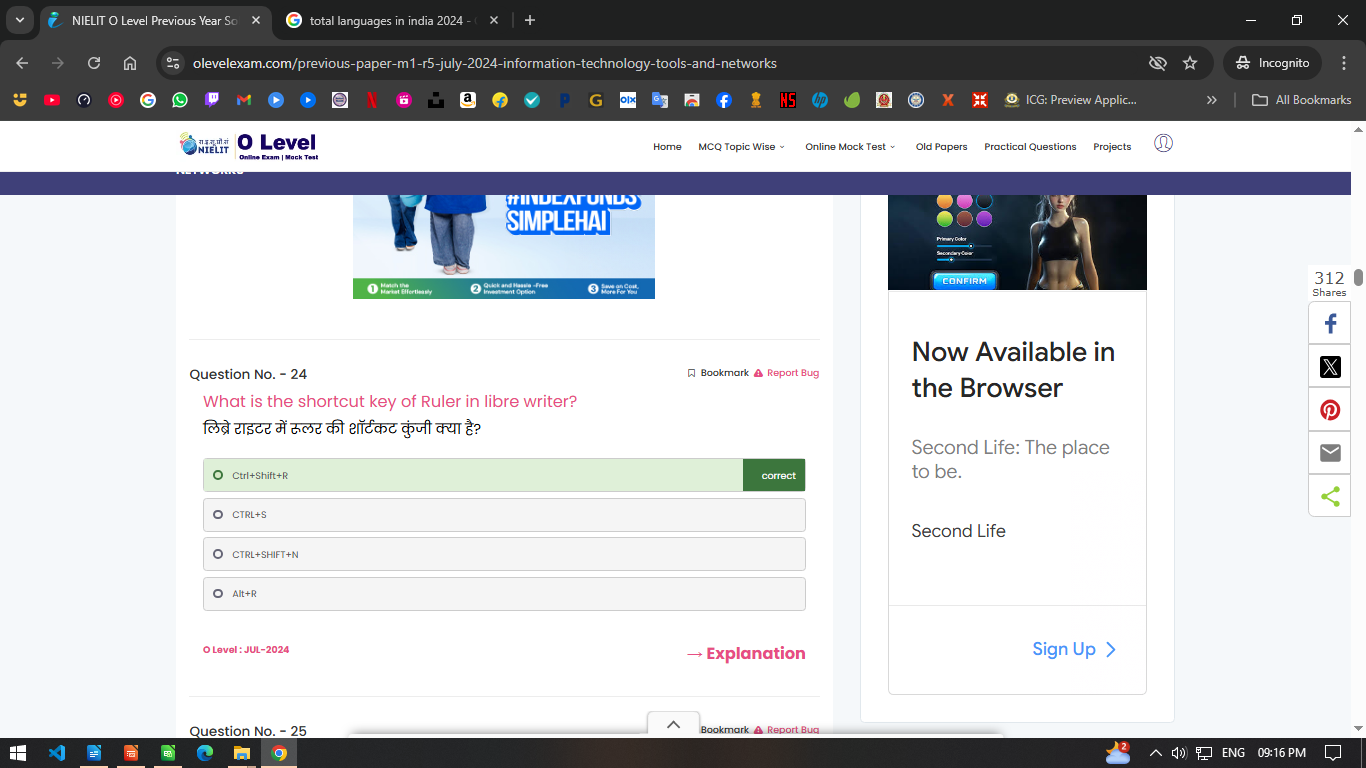 NIELIT O Level Previous Year So
total languages in india 2024 -
olevelexam.com/previous-paper-m1-r5-july-2024-information-technology-tools-and-networks
Incognito
ICG: Preview Applic...
All Bookmarks
रा.इ.सू.प्रौ.सं
NIELIT
O Level
Online Exam | Mock Test
Home
MCQ Topic Wise
Online Mock Test
Old Papers
Practical Questions
Projects
NETWORKS
#INDEXFUNDS
SIMPLEHAI
1 Match the Market Effortlessly
2 Quick and Hassle -Free Investment Option
3 Save on Cost, More For You
Primary Color
Secondary Color
CONFIRM
312
Shares
Question No. - 24
Bookmark
Report Bug
What is the shortcut key of Ruler in libre writer?
लिब्रे राइटर में रूलर की शॉर्टकट कुंजी क्या है?
Ctrl+Shift+R
correct
CTRL+S
CTRL+SHIFT+N
Alt+R
O Level : JUL-2024
→ Explanation
Now Available in
the Browser
Second Life: The place
to be.
Second Life
Sign Up
Question No. - 25
Bookmark
Report Bug
2
ENG
09:16 PM